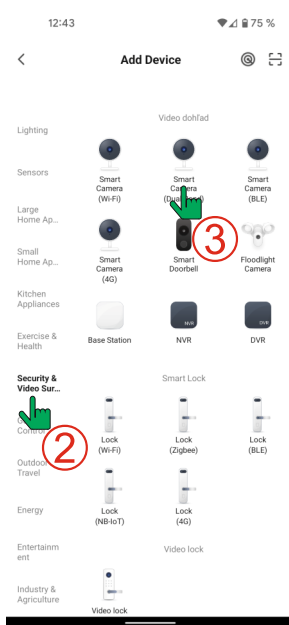 12:43
75 %
Add Device
Lighting
Sensors
Large
Home Ap...
Small
Home Ap...
Kitchen
Appliances
Exercise &
Health
Security &
Video Sur...
2
Outdoor
Travel
Energy
Entertainm
ent
Industry &
Agriculture
Video dohľad
Smart
Camera
(Wi-Fi)
Smart
Camera
Smart
Camera
(BLE)
Smart
Camera
(4G)
Smart
Doorbell
3
Floodlight
Camera
Base Station
NVR
NVR
DVR
DVR
Smart Lock
Lock
(Wi-Fi)
Lock
(Zigbee)
Lock
(BLE)
Lock
(NB-IoT)
Lock
(4G)
Video lock
Video lock